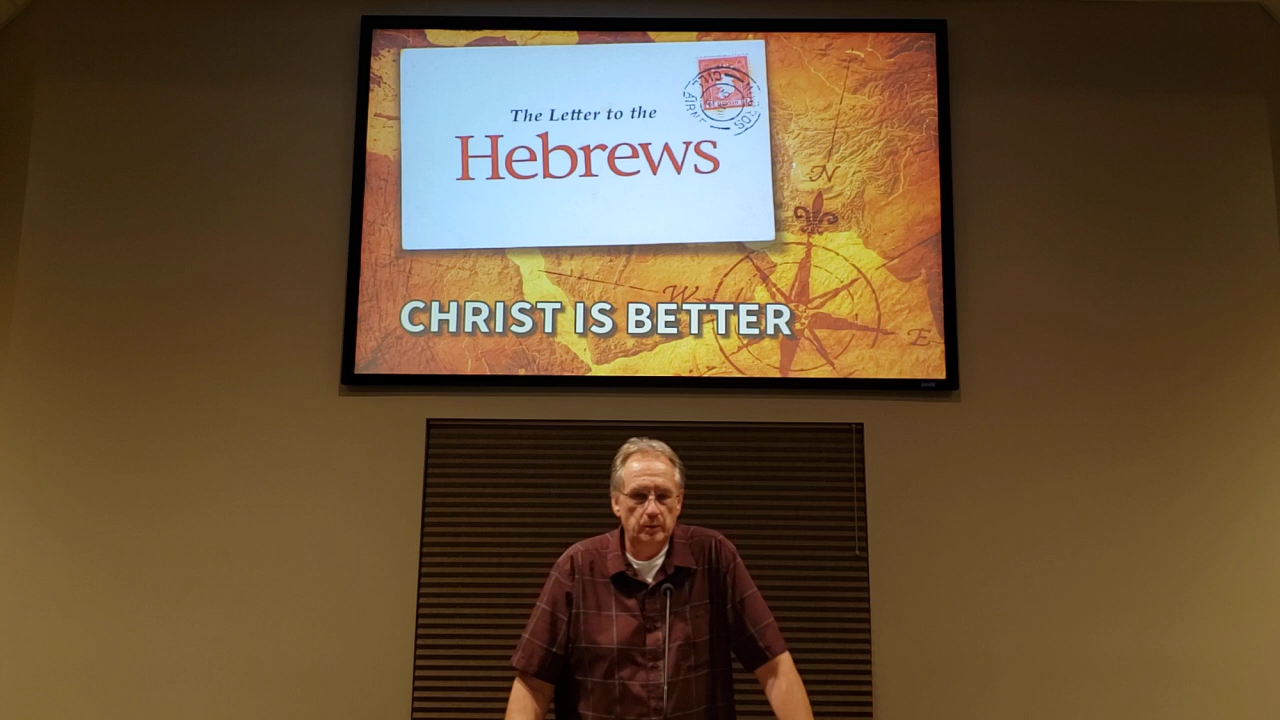 The Letter to the
Hebrews
N
W
E
CHRIST IS BETTER